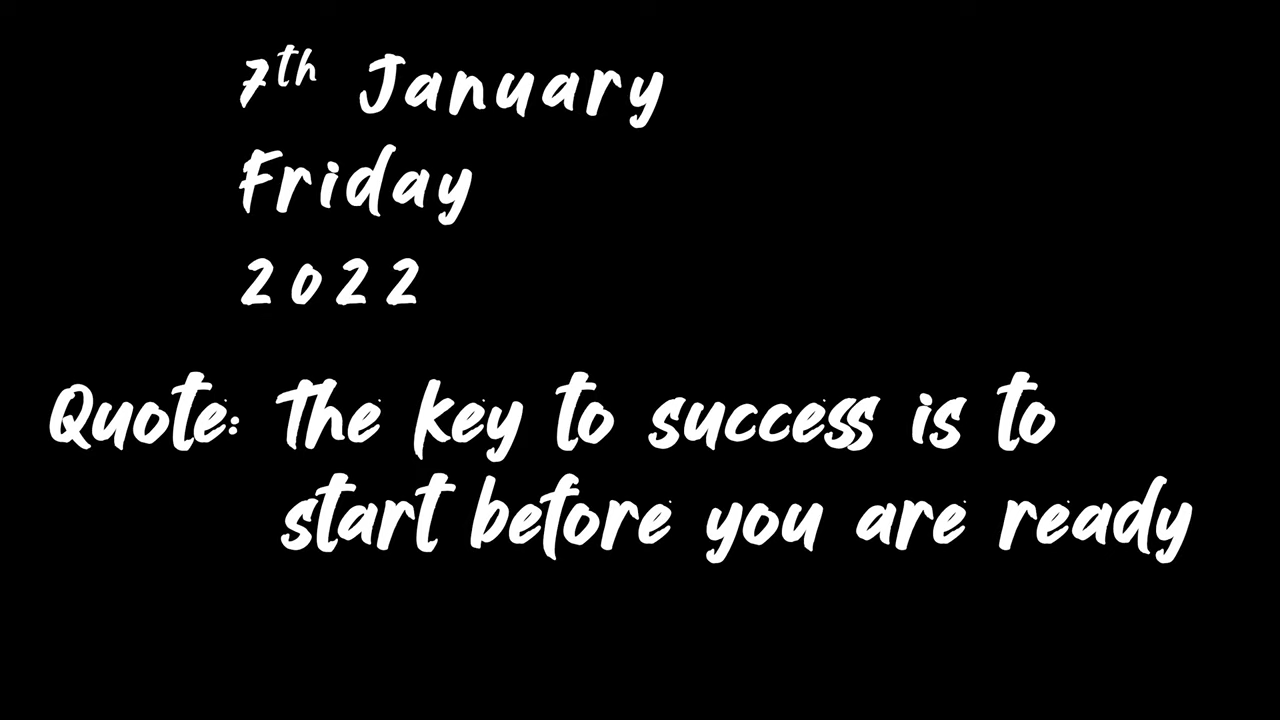 7th January
Friday
2022
Quote: The key to success is to
start before you are ready